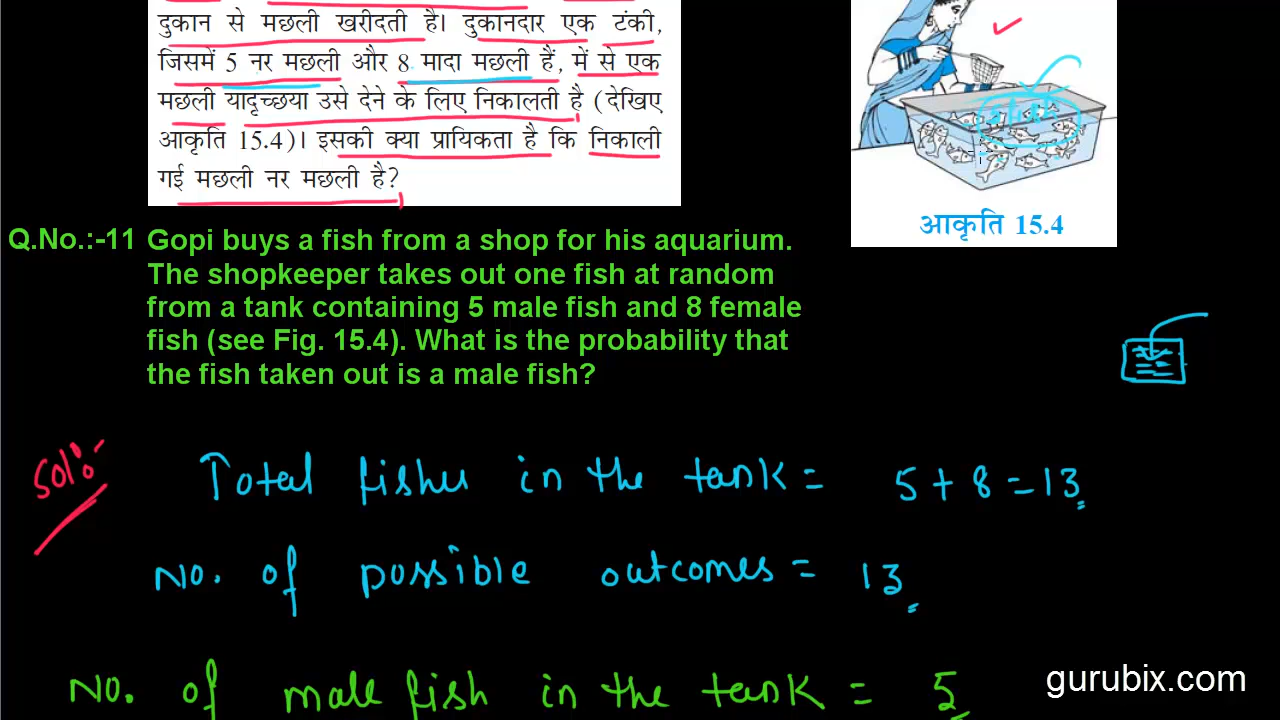 दुकान से मछली खरीदती है। दुकानदार एक टंकी,
जिसमें 5 नर मछली और 8 मादा मछली हैं, में से एक
मछली यादृच्छया उसे देने के लिए निकालती है (देखिए
आकृति 15.4)। इसकी क्या प्रायिकता है कि निकाली
गई मछली नर मछली है?
आकृति 15.4
Q.No.:-11 Gopi buys a fish from a shop for his aquarium.
The shopkeeper takes out one fish at random
from a tank containing 5 male fish and 8 female
fish (see Fig. 15.4). What is the probability that
the fish taken out is a male fish?
Sol:-
Total fishes in the tank = 5 + 8 = 13
No. of possible outcomes = 13
No. of male fish in the tank = 5
gurubix.com